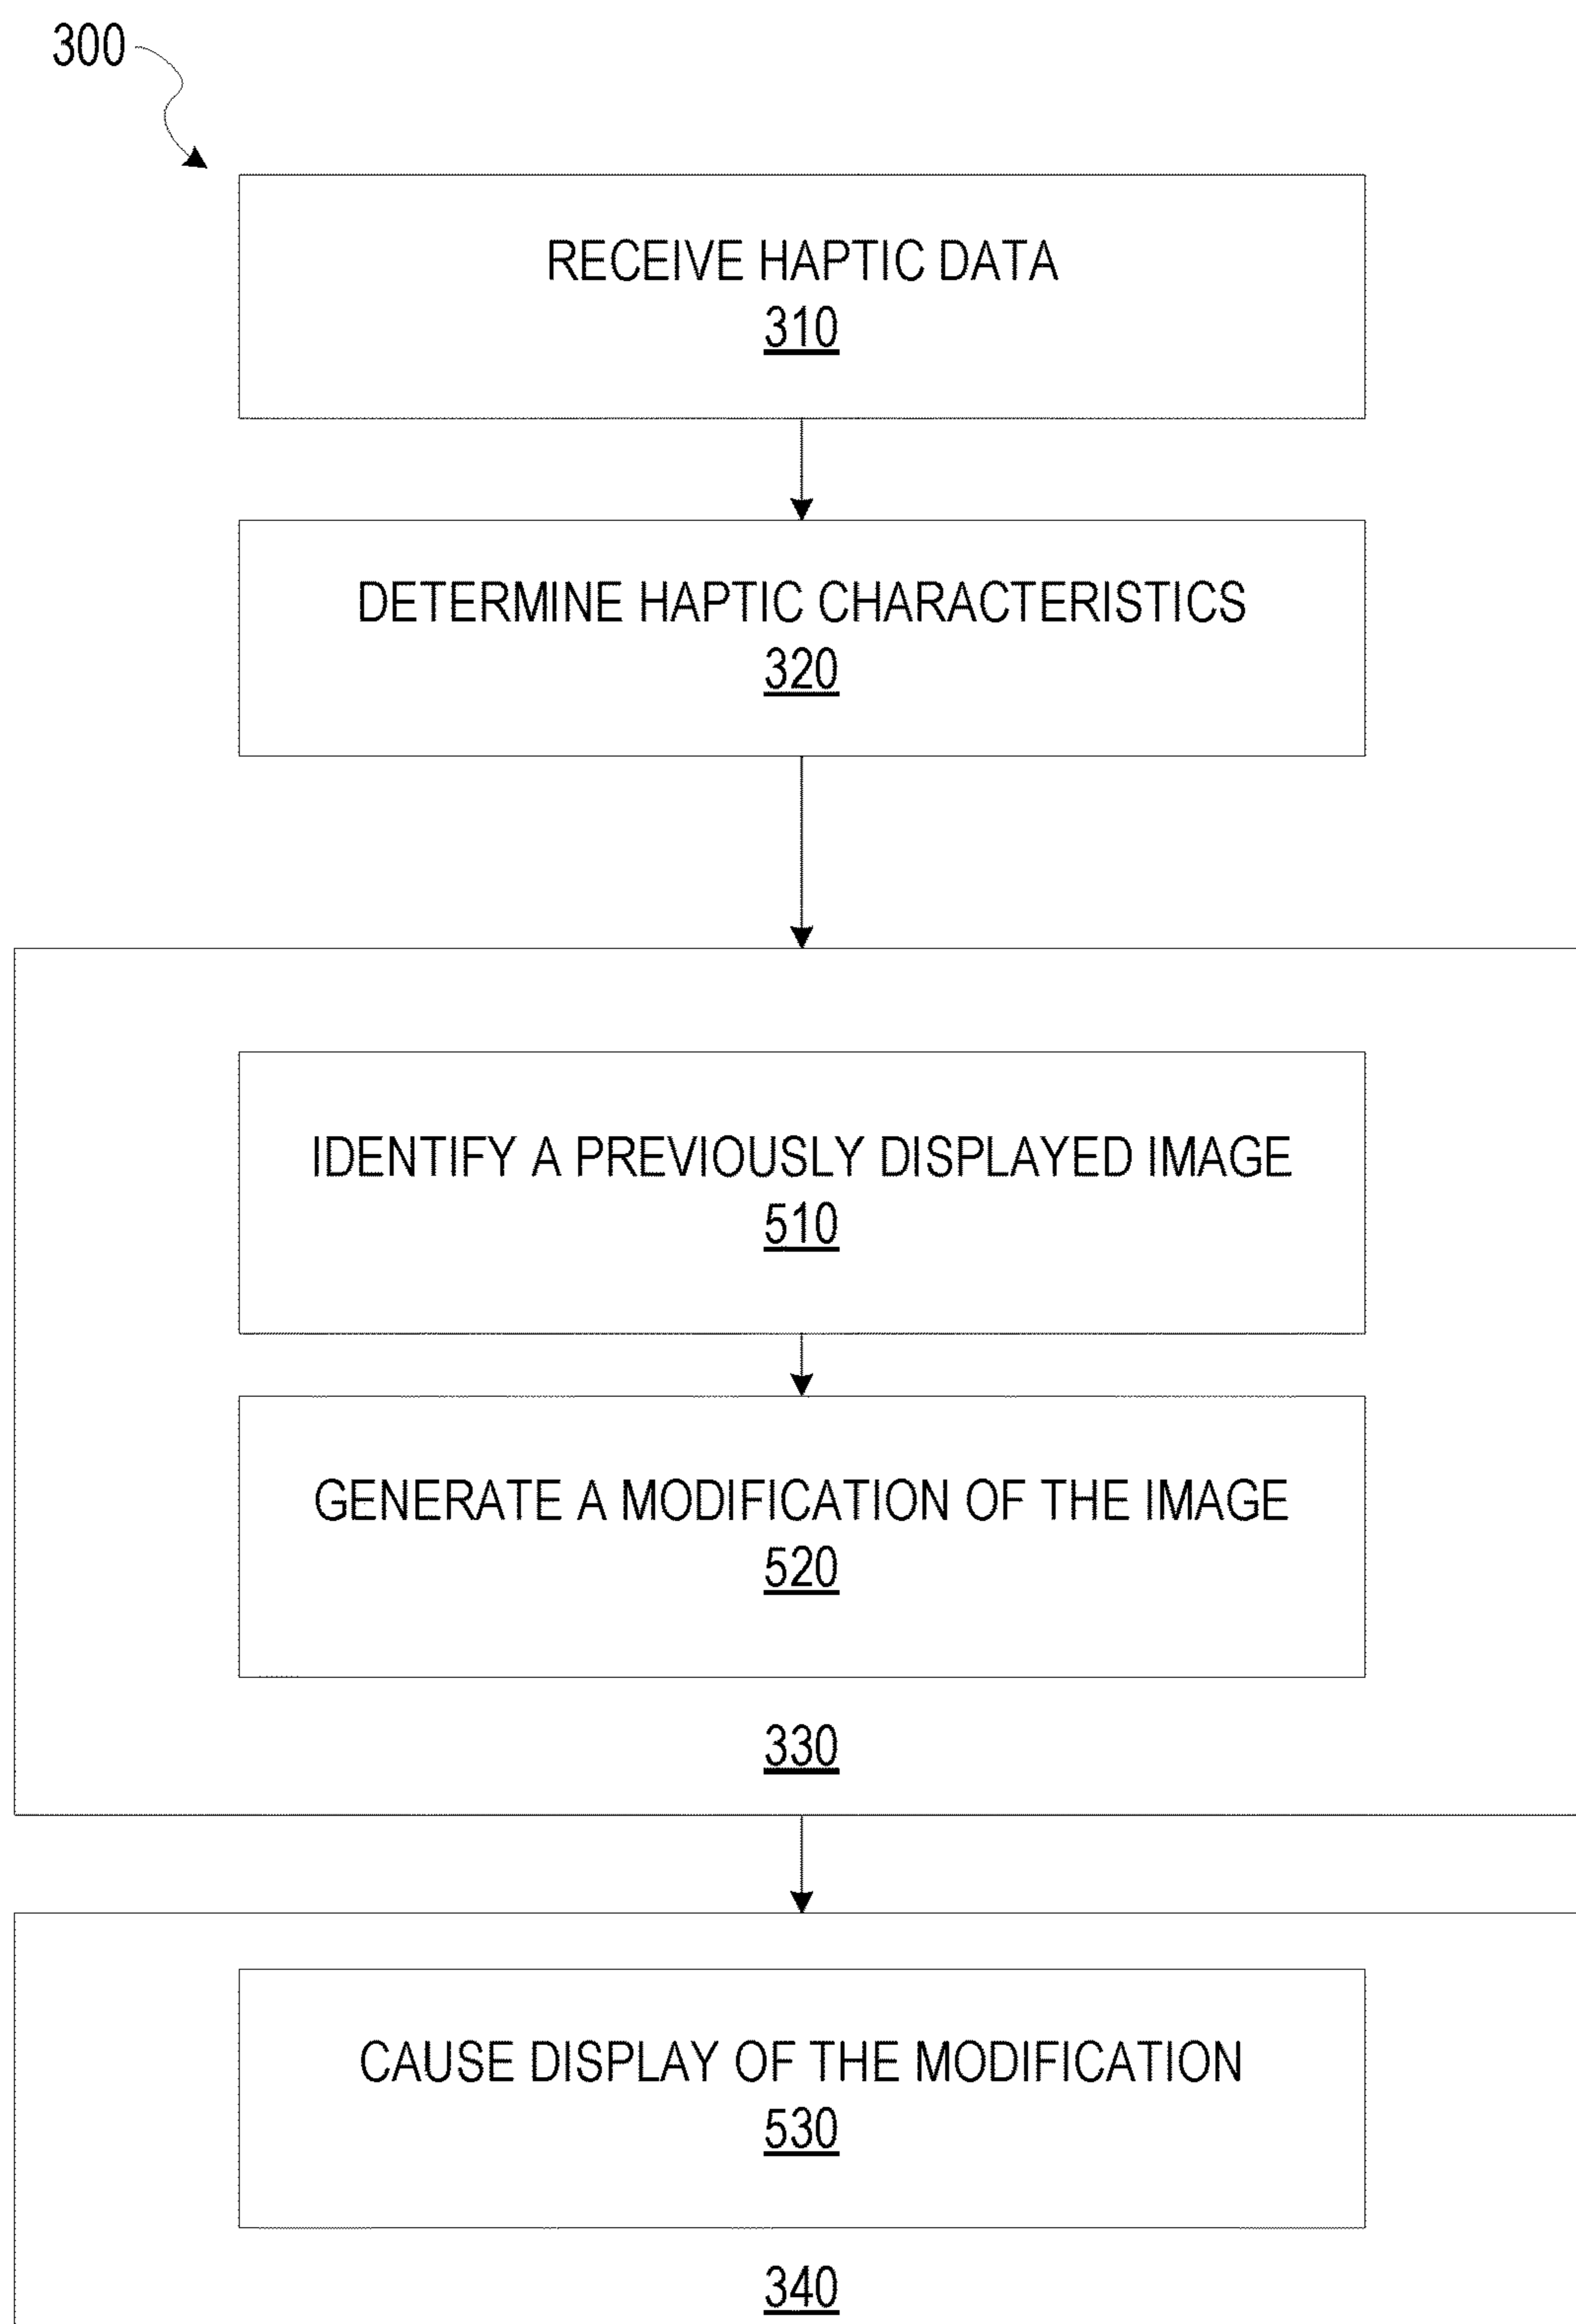 300
RECEIVE HAPTIC DATA
310
DETERMINE HAPTIC CHARACTERISTICS
320
IDENTIFY A PREVIOUSLY DISPLAYED IMAGE
510
GENERATE A MODIFICATION OF THE IMAGE
520
330
CAUSE DISPLAY OF THE MODIFICATION
530
340